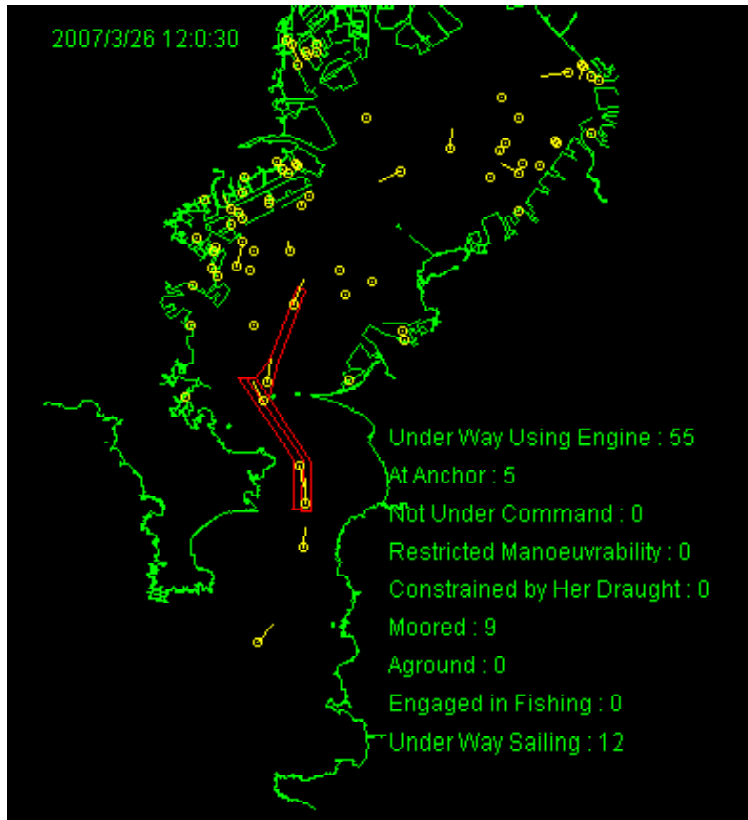 2007/3/26 12:0:30
Under Way Using Engine : 55
At Anchor : 5
Not Under Command : 0
Restricted Manoeuvrability : 0
Constrained by Her Draught : 0
Moored : 9
Aground : 0
Engaged in Fishing : 0
Under Way Sailing : 12